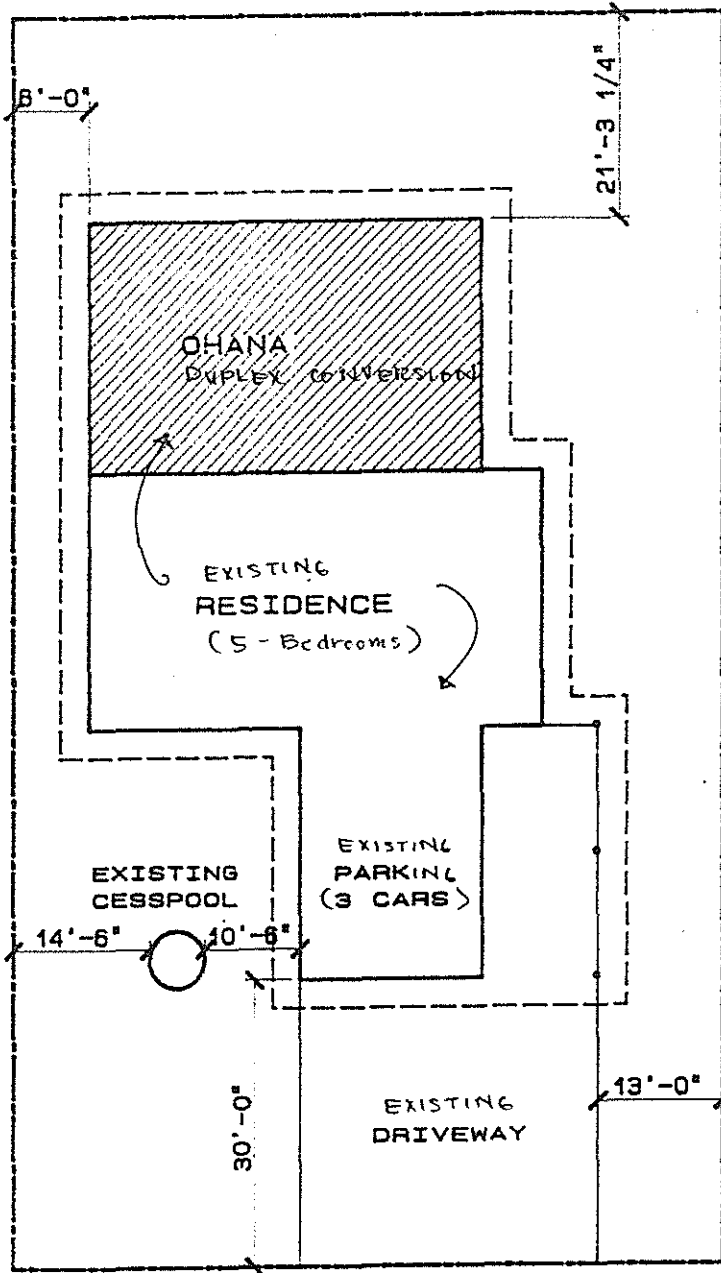 8'-0"
21'-3 1/4"
OHANA
DUPLEX CONVERSION
EXISTING
RESIDENCE
(5 - Bedrooms)
EXISTING
PARKING
(3 CARS)
EXISTING
CESSPOOL
14'-6"
10'-6"
30'-0"
13'-0"
EXISTING
DRIVEWAY